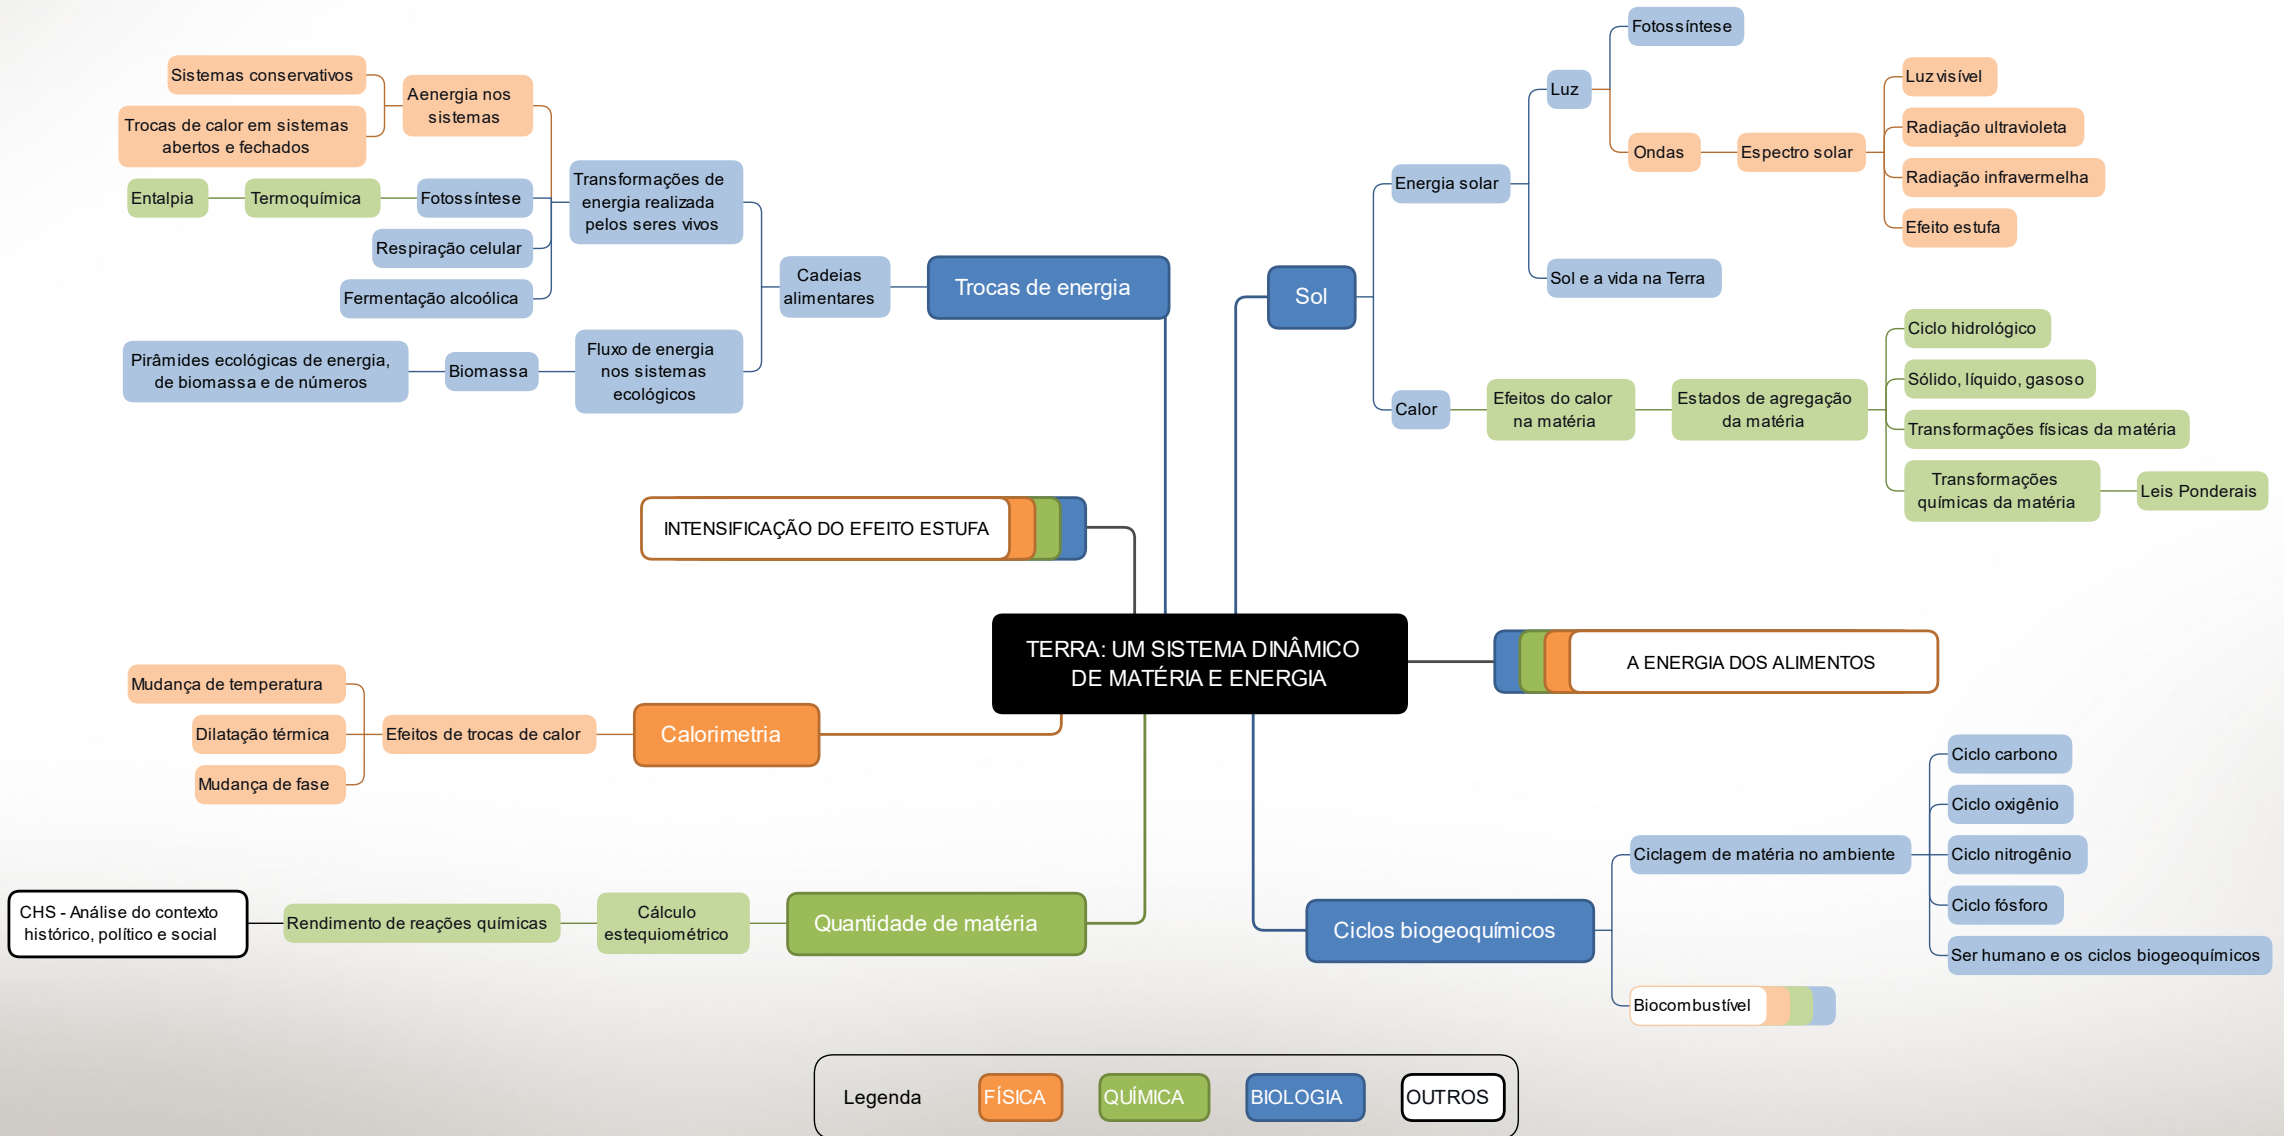 Sistemas conservativos
Trocas de calor em sistemas
abertos e fechados
Aenergia nos
sistemas
Entalpia
Termoquímica
Fotossíntese
Respiração celular
Fermentação alcoólica
Transformações de
energia realizada
pelos seres vivos
Pirâmides ecológicas de energia,
de biomassa e de números
Biomassa
Fluxo de energia
nos sistemas
ecológicos
Cadeias
alimentares
Trocas de energia
Sol
Energia solar
Luz
Fotossíntese
Ondas
Espectro solar
Luz visível
Radiação ultravioleta
Radiação infravermelha
Efeito estufa
Sol e a vida na Terra
Calor
Efeitos do calor
na matéria
Estados de agregação
da matéria
Ciclo hidrológico
Sólido, líquido, gasoso
Transformações físicas da matéria
Transformações
químicas da matéria
Leis Ponderais
INTENSIFICAÇÃO DO EFEITO ESTUFA
TERRA: UM SISTEMA DINÂMICO
DE MATÉRIA E ENERGIA
A ENERGIA DOS ALIMENTOS
Mudança de temperatura
Dilatação térmica
Mudança de fase
Efeitos de trocas de calor
Calorimetria
CHS - Análise do contexto
histórico, político e social
Rendimento de reações químicas
Cálculo
estequiométrico
Quantidade de matéria
Ciclos biogeoquímicos
Ciclagem de matéria no ambiente
Ciclo carbono
Ciclo oxigênio
Ciclo nitrogênio
Ciclo fósforo
Ser humano e os ciclos biogeoquímicos
Biocombustível
Legenda
FÍSICA
QUÍMICA
BIOLOGIA
OUTROS